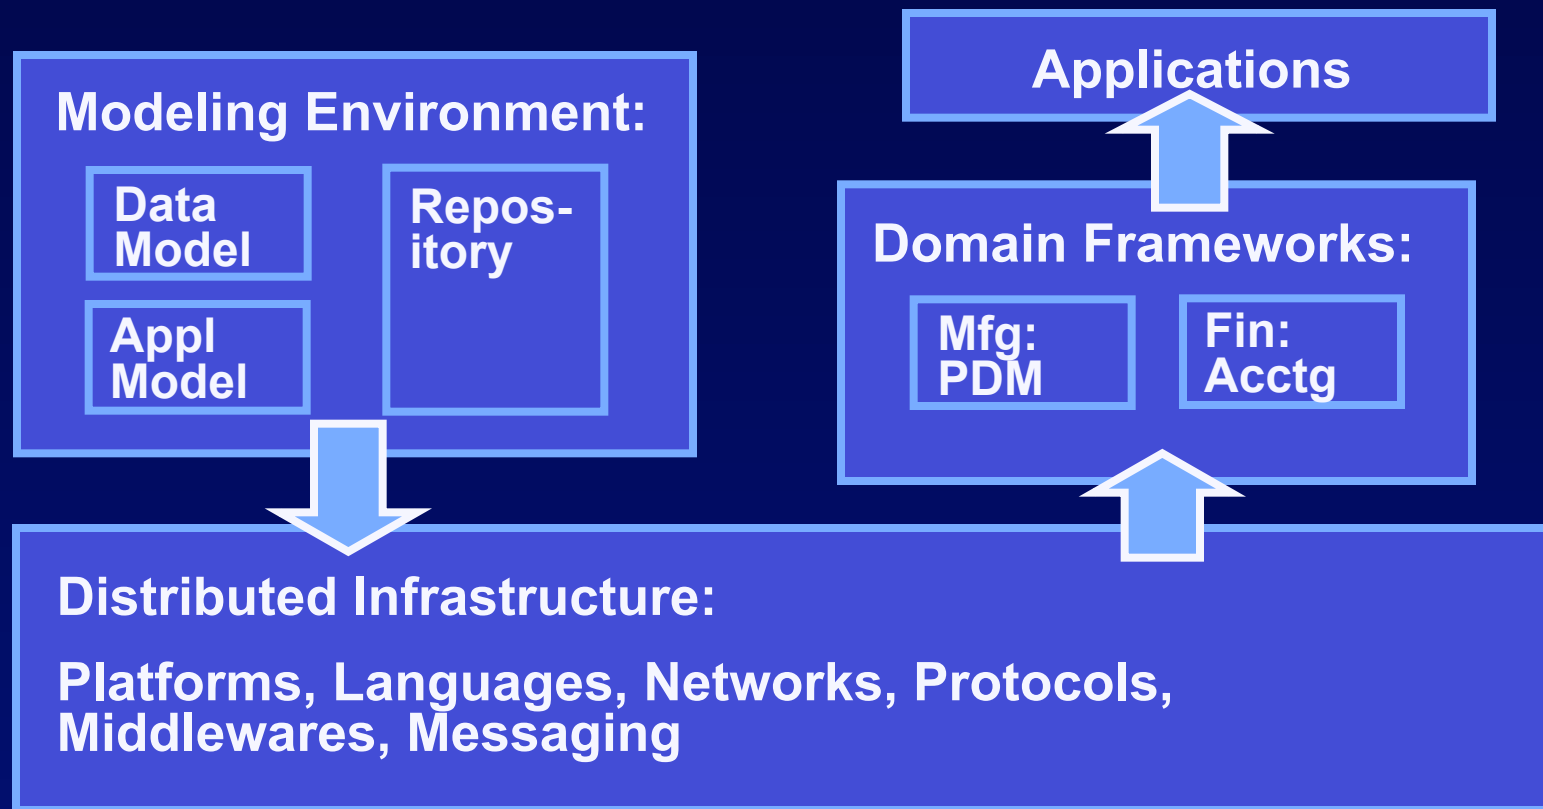 Applications
Modeling Environment:
Data
Model
Repos-
itory
Appl
Model
Domain Frameworks:
Mfg:
PDM
Fin:
Acctg
Distributed Infrastructure:
Platforms, Languages, Networks, Protocols,
Middlewares, Messaging